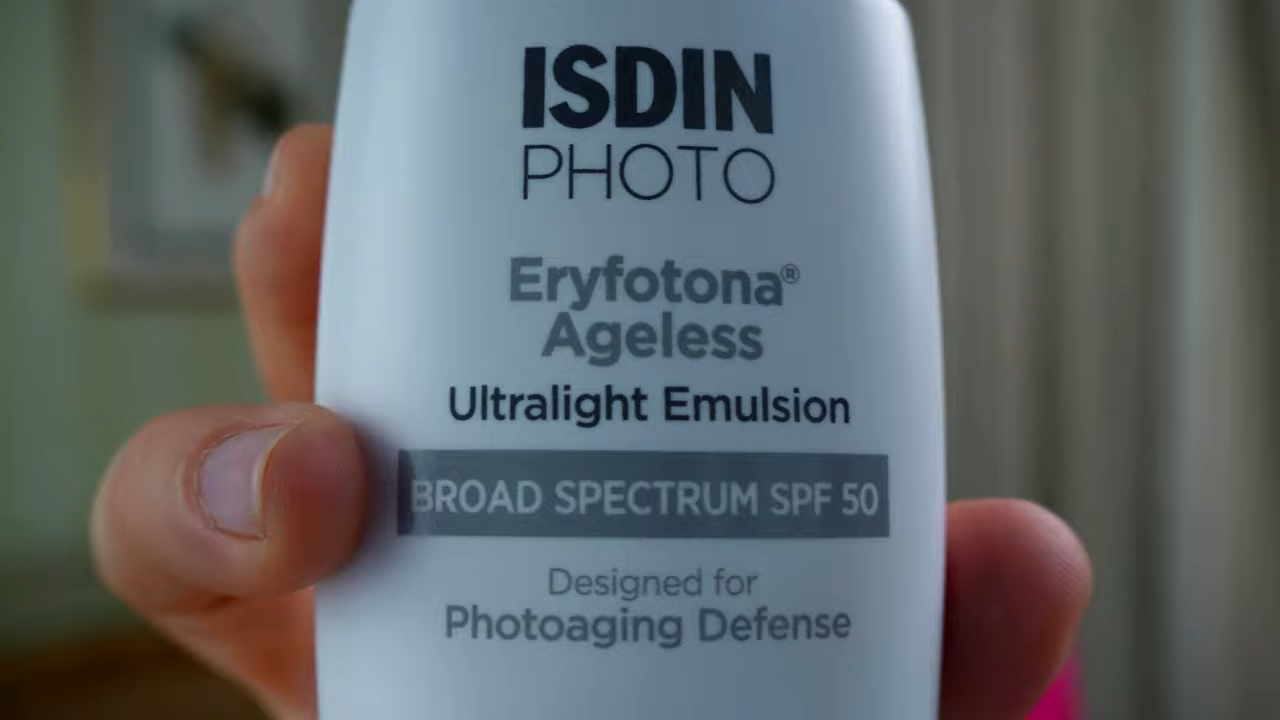 ISDIN
PHOTO
Eryfotona®
Ageless
Ultralight Emulsion
BROAD SPECTRUM SPF 50
Designed for
Photoaging Defense